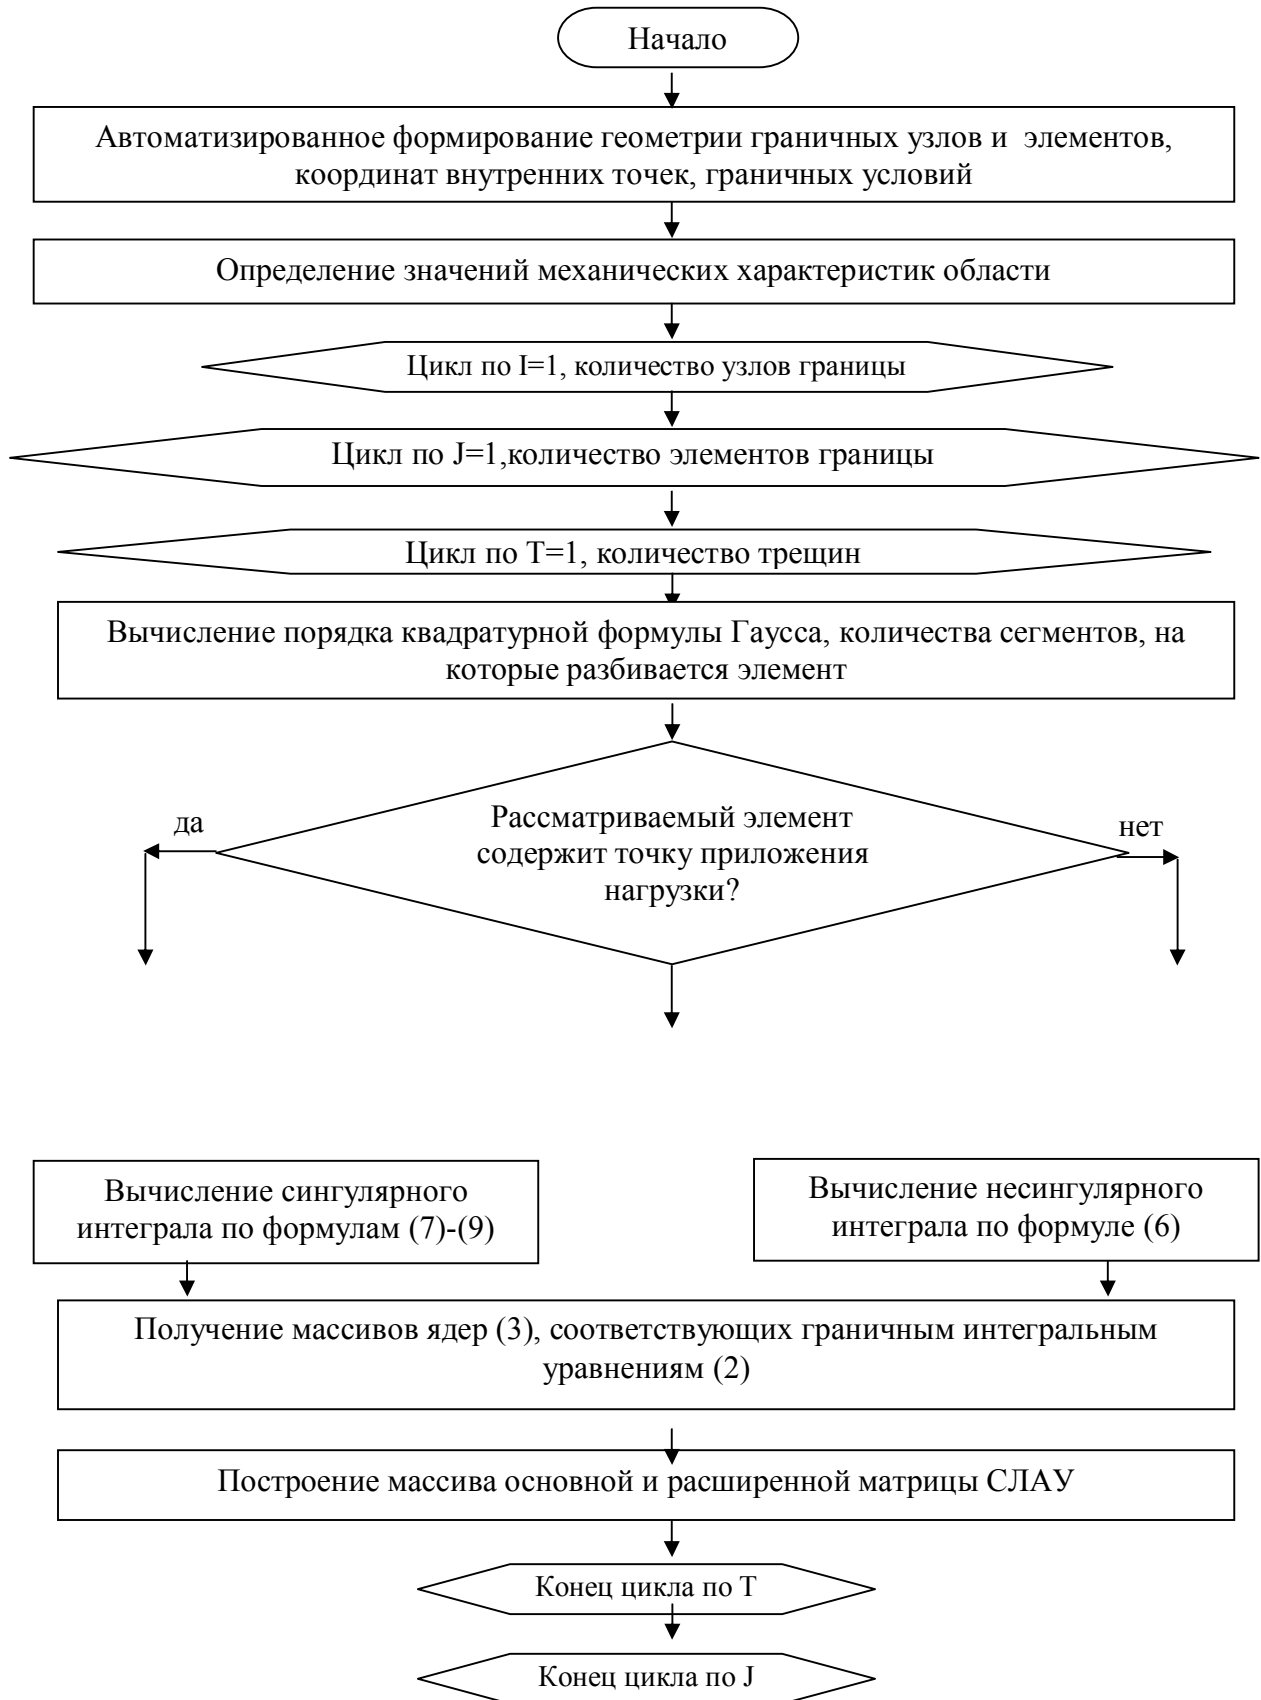 Начало
Автоматизированное формирование геометрии граничных узлов и элементов,
координат внутренних точек, граничных условий
Определение значений механических характеристик области
Цикл по I=1, количество узлов границы
Цикл по J=1,количество элементов границы
Цикл по T=1, количество трещин
Вычисление порядка квадратурной формулы Гаусса, количества сегментов, на
которые разбивается элемент
да
Рассматриваемый элемент
содержит точку приложения
нагрузки?
нет
Вычисление сингулярного
интеграла по формулам (7)-(9)
Вычисление несингулярного
интеграла по формуле (6)
Получение массивов ядер (3), соответствующих граничным интегральным
уравнениям (2)
Построение массива основной и расширенной матрицы СЛАУ
Конец цикла по T
Конец цикла по J